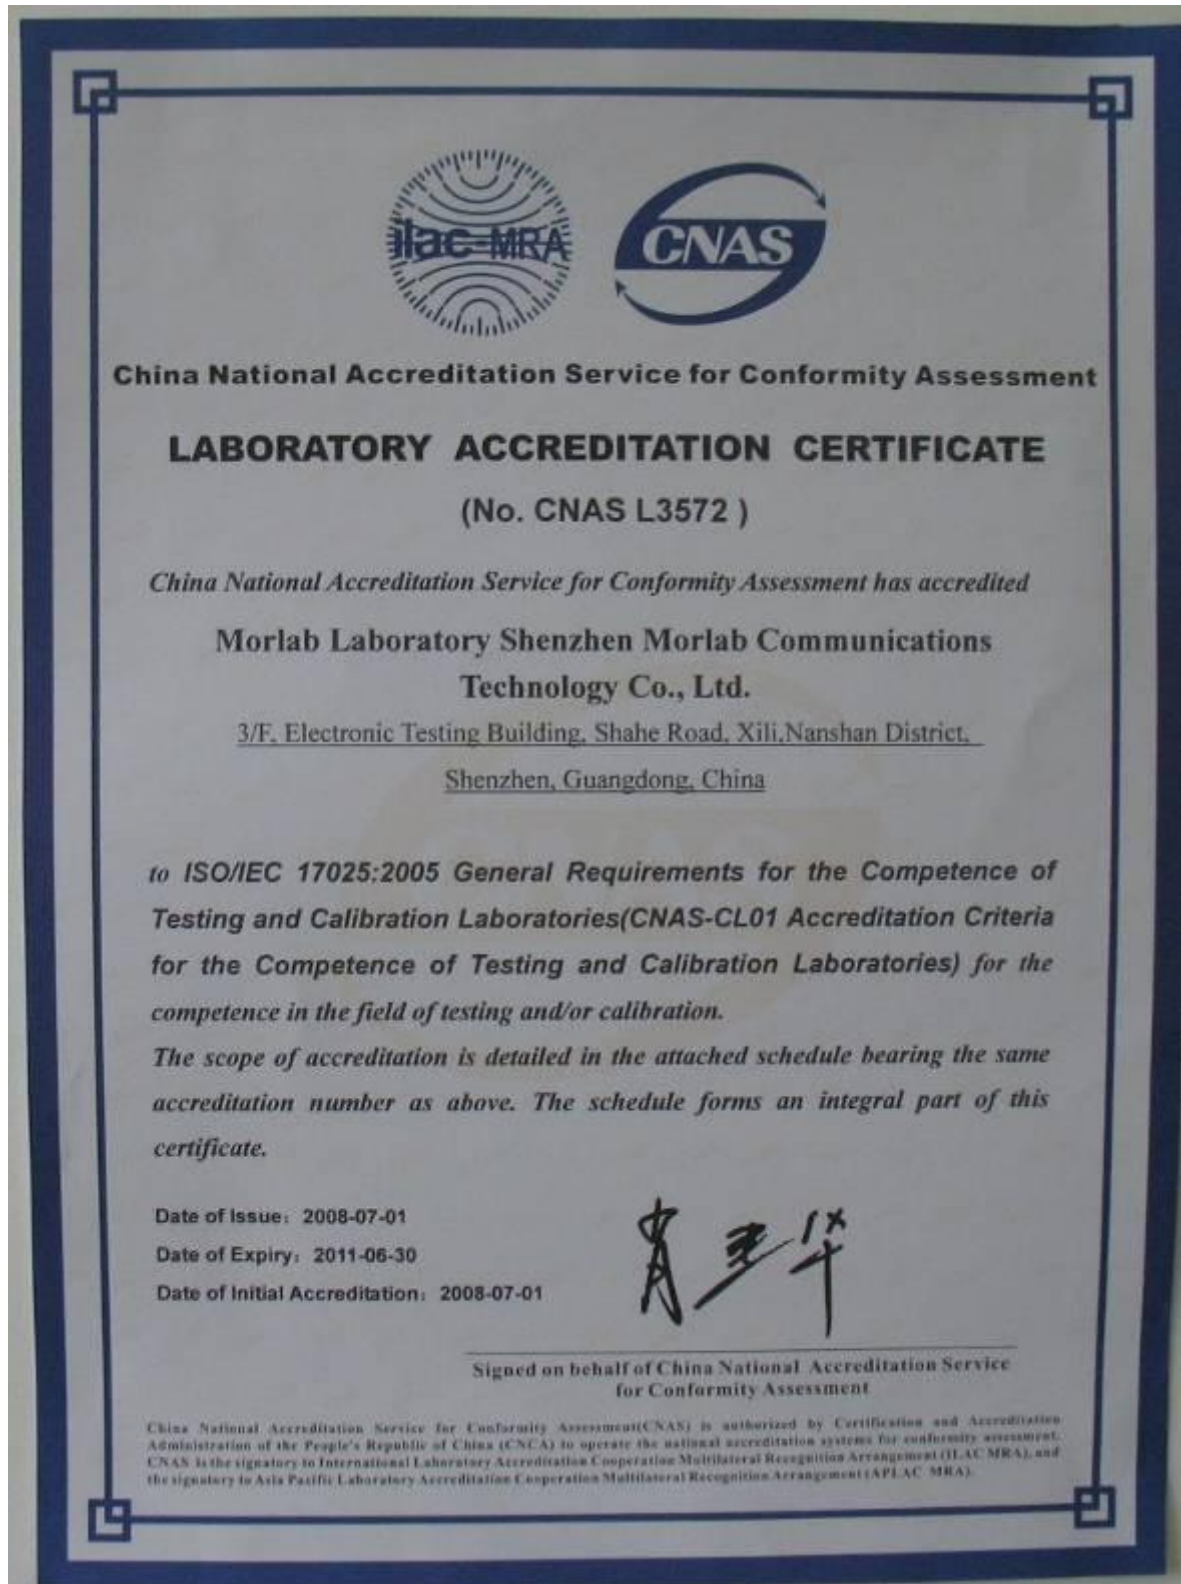 ilac-MRA
CNAS
China National Accreditation Service for Conformity Assessment
LABORATORY ACCREDITATION CERTIFICATE
(No. CNAS L3572 )
China National Accreditation Service for Conformity Assessment has accredited
Morlab Laboratory Shenzhen Morlab Communications
Technology Co., Ltd.
3/F, Electronic Testing Building, Shahe Road, Xili,Nanshan District,
Shenzhen, Guangdong, China
to ISO/IEC 17025:2005 General Requirements for the Competence of
Testing and Calibration Laboratories(CNAS-CL01 Accreditation Criteria
for the Competence of Testing and Calibration Laboratories) for the
competence in the field of testing and/or calibration.
The scope of accreditation is detailed in the attached schedule bearing the same
accreditation number as above. The schedule forms an integral part of this
certificate.
Date of Issue: 2008-07-01
Date of Expiry: 2011-06-30
Date of Initial Accreditation: 2008-07-01
Signed on behalf of China National Accreditation Service
for Conformity Assessment
China National Accreditation Service for Conformity Assessment(CNAS) is authorized by Certification and Accreditation
Administration of the People's Republic of China (CNCA) to operate the national accreditation systems for conformity assessment.
CNAS is the signatory to International Laboratory Accreditation Cooperation Multilateral Recognition Arrangement (ILAC MRA), and
the signatory to Asia Pacific Laboratory Accreditation Cooperation Multilateral Recognition Arrangement (APLAC MRA).